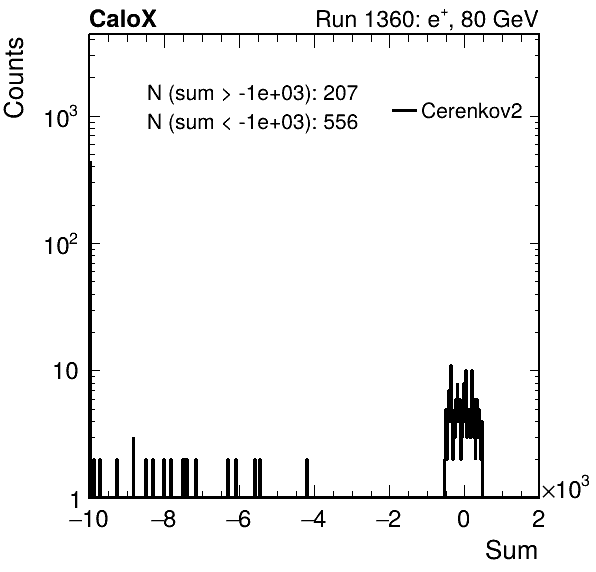 CaloX Run 1360: e⁺, 80 GeV
Counts
N (sum > -1e+03): 207
N (sum < -1e+03): 556
Cerenkov2
10³
10²
10
1
−10 −8 −6 −4 −2 0 2
×10³
Sum